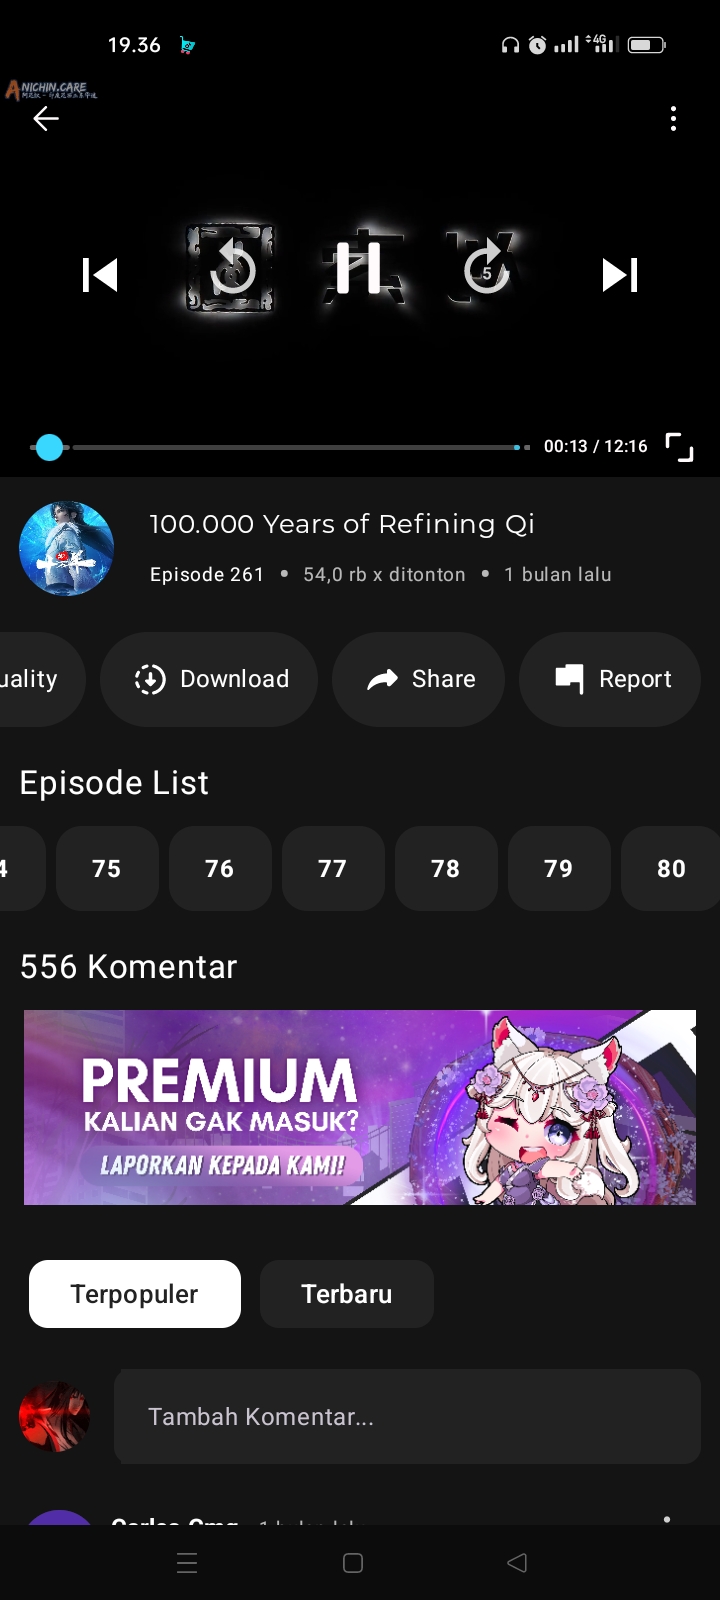 19.36
4G
ANICHIN.CARE
5
00:13 / 12:16
100.000 Years of Refining Qi
Episode 261 • 54,0 rb x ditonton • 1 bulan lalu
uality
Download
Share
Report
Episode List
4
75
76
77
78
79
80
556 Komentar
PREMIUM
KALIAN GAK MASUK?
LAPORKAN KEPADA KAMI!
Terpopuler
Terbaru
Tambah Komentar...